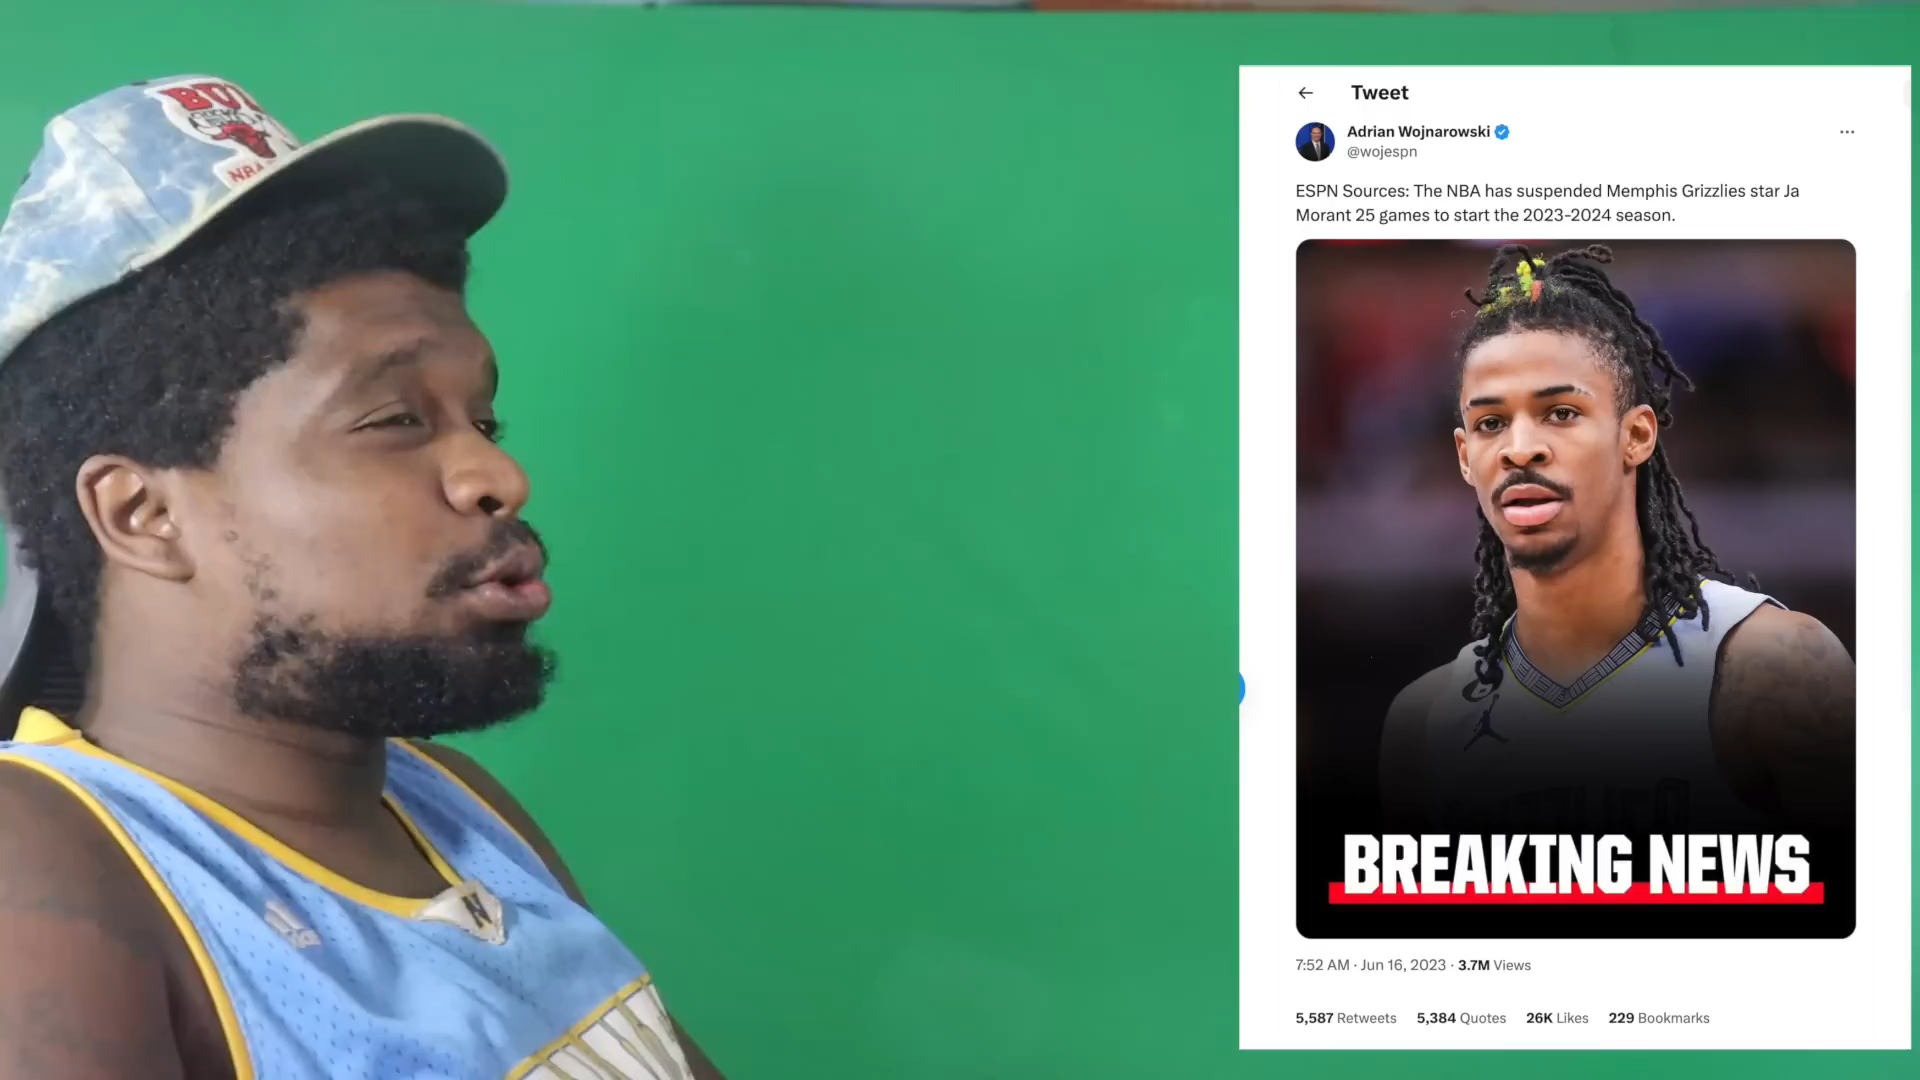 BUL
NBA
Tweet
Adrian Wojnarowski
@wojespn
ESPN Sources: The NBA has suspended Memphis Grizzlies star Ja
Morant 25 games to start the 2023-2024 season.
BREAKING NEWS
7:52 AM · Jun 16, 2023 · 3.7M Views
5,587 Retweets 5,384 Quotes 26K Likes 229 Bookmarks
N